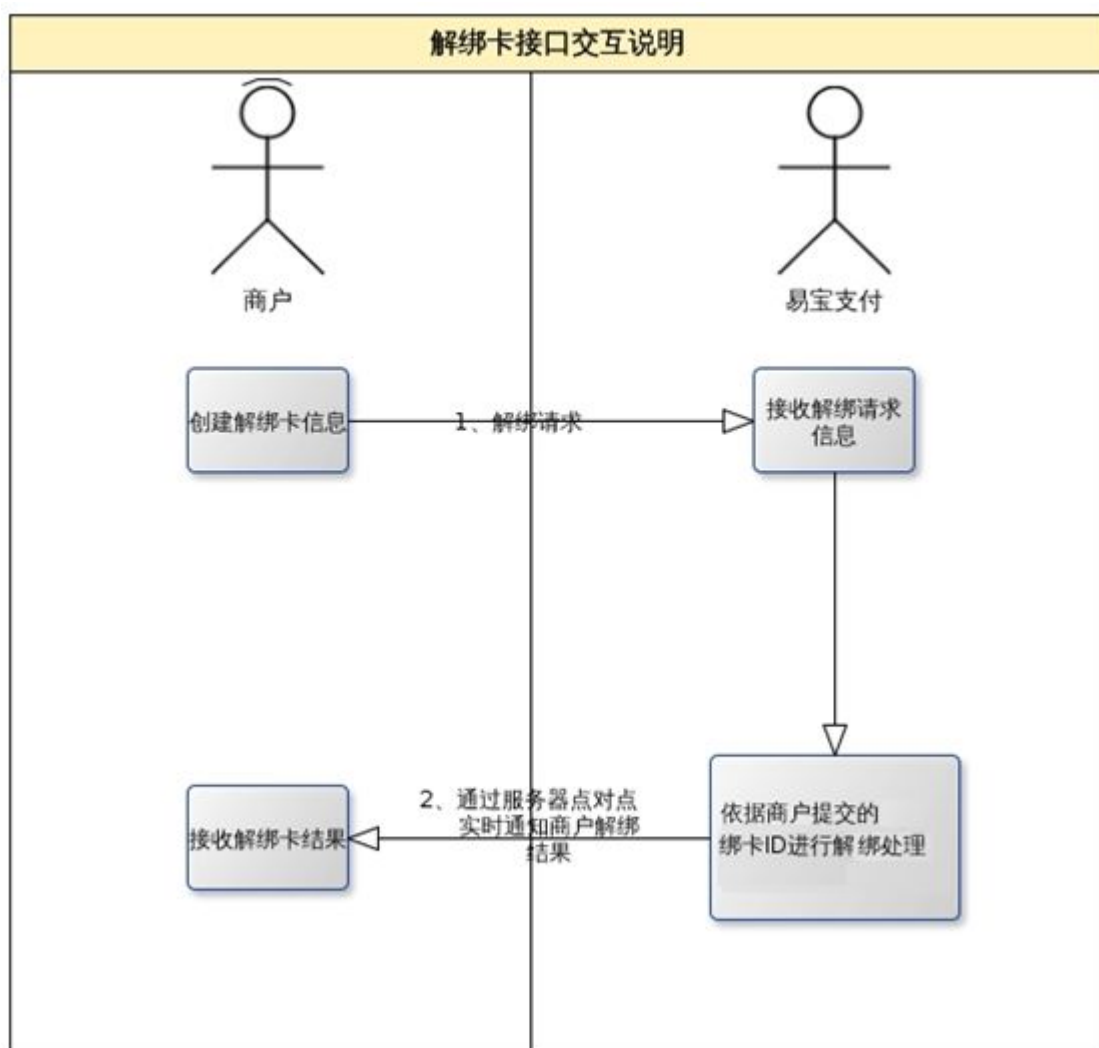 解绑卡接口交互说明
商户
易宝支付
创建解绑卡信息
1、解绑请求
接收解绑请求
信息
接收解绑卡结果
2、通过服务器点对点
实时通知商户解绑
结果
依据商户提交的
绑卡ID进行解绑处理